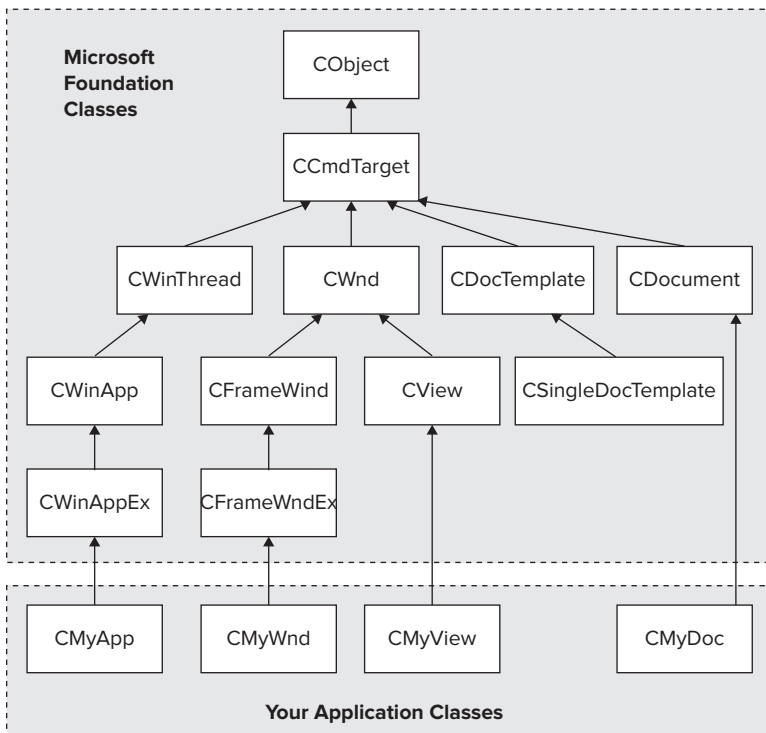 Microsoft
Foundation
Classes
CObject
CCmdTarget
CWinThread
CWnd
CDocTemplate
CDocument
CWinApp
CFrameWind
CView
CSingleDocTemplate
CWinAppEx
CFrameWndEx
CMyApp
CMyWnd
CMyView
CMyDoc
Your Application Classes